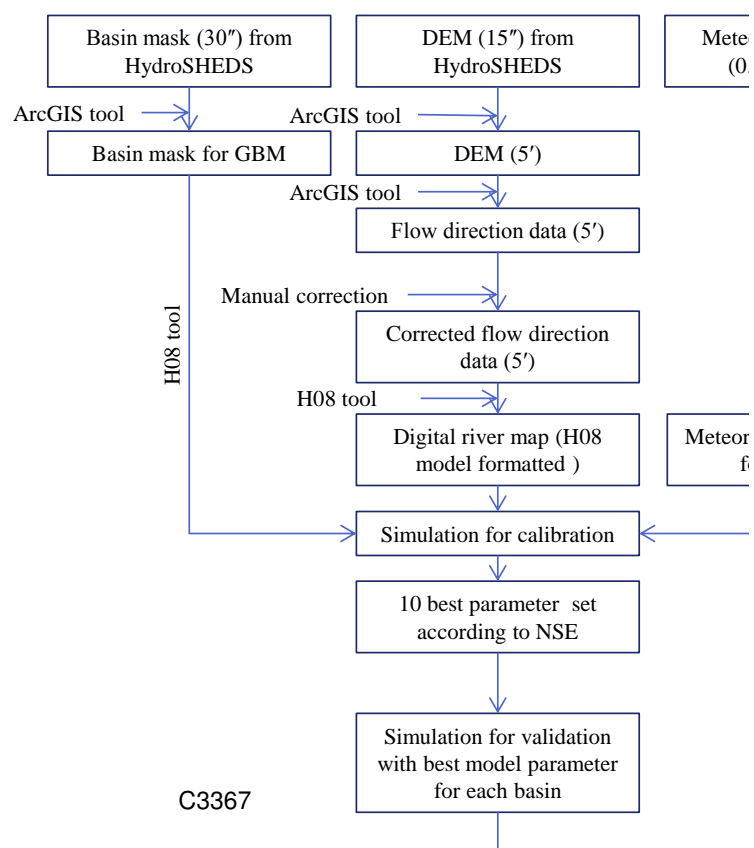 Basin mask (30″) from
HydroSHEDS
DEM (15″) from
HydroSHEDS
(0.
ArcGIS tool
ArcGIS tool
Basin mask for GBM
DEM (5′)
ArcGIS tool
Flow direction data (5′)
Manual correction
H08 tool
Corrected flow direction
data (5′)
H08 tool
Digital river map (H08
model formatted )
Simulation for calibration
10 best parameter set
according to NSE
Simulation for validation
with best model parameter
for each basin
C3367